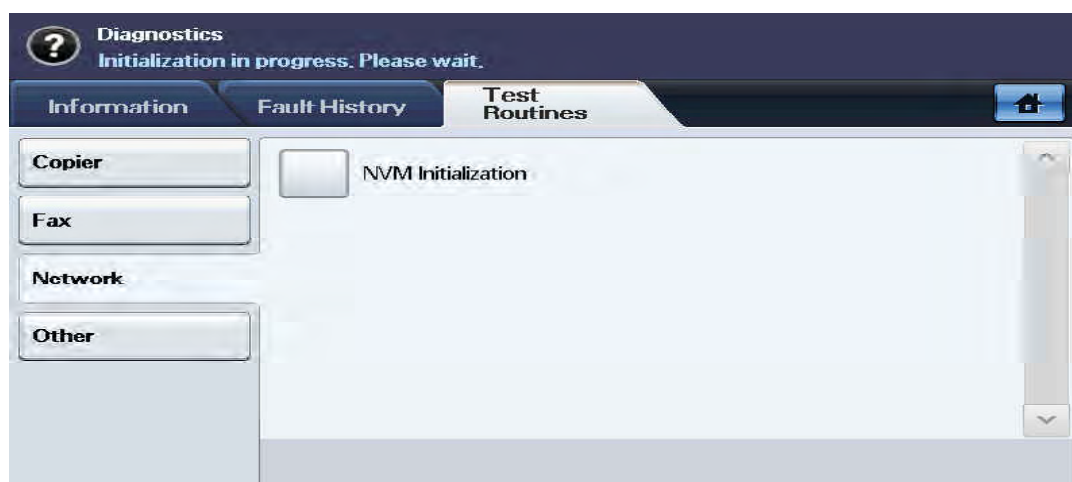 ?
Diagnostics
Initialization in progress. Please wait.
Information
Fault History
Test
Routines
Copier
NVM Initialization
Fax
Network
Other